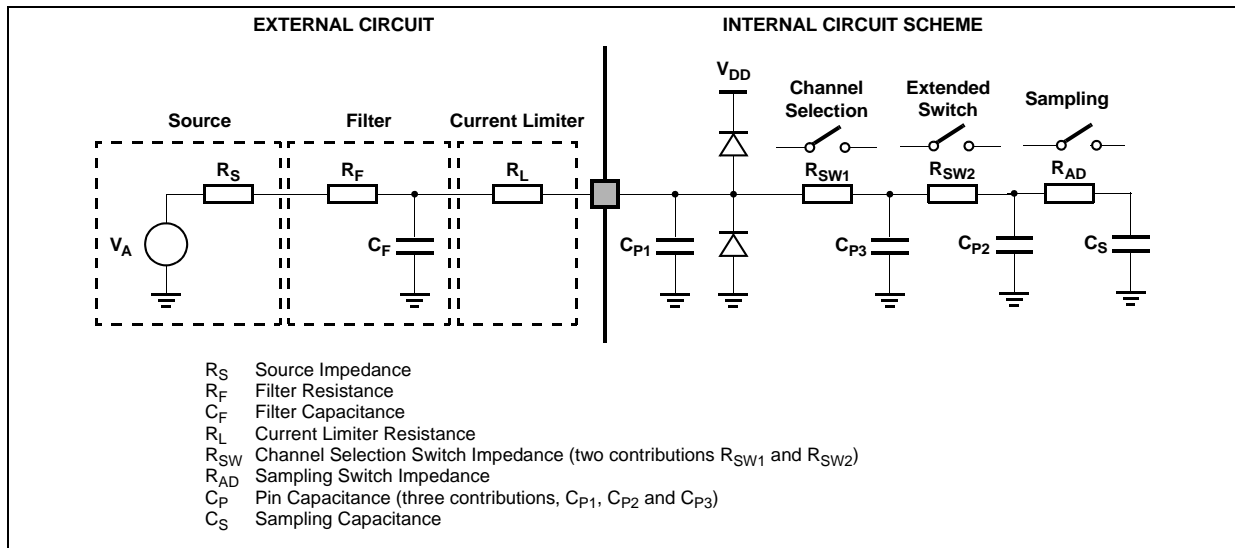 EXTERNAL CIRCUIT
INTERNAL CIRCUIT SCHEME
VDD
Channel Selection
Extended Switch
Sampling
Source
Filter
Current Limiter
RS
RF
RL
RSW1
RSW2
RAD
VA
CF
CP1
CP3
CP2
CS
RS Source Impedance
RF Filter Resistance
CF Filter Capacitance
RL Current Limiter Resistance
RSW Channel Selection Switch Impedance (two contributions RSW1 and RSW2)
RAD Sampling Switch Impedance
CP Pin Capacitance (three contributions, CP1, CP2 and CP3)
CS Sampling Capacitance